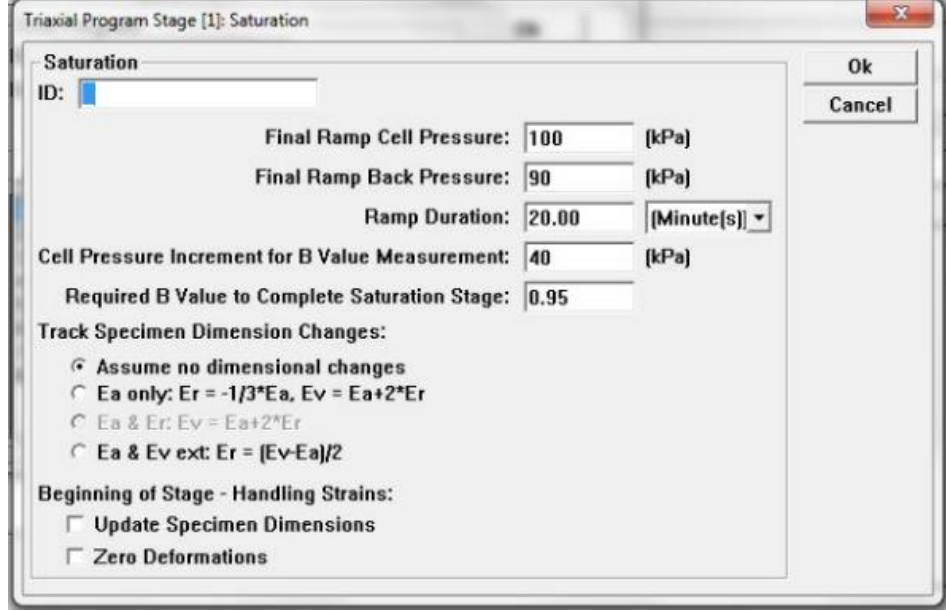 Triaxial Program Stage [1]: Saturation
Saturation
Ok
ID:
Cancel
Final Ramp Cell Pressure: 100 (kPa)
Final Ramp Back Pressure: 90 (kPa)
Ramp Duration: 20.00 (Minute(s))
Cell Pressure Increment for B Value Measurement: 40 (kPa)
Required B Value to Complete Saturation Stage: 0.95
Track Specimen Dimension Changes:
Assume no dimensional changes
Ea only: Er = -1/3*Ea, Ev = Ea+2*Er
Ea & Er: Ev = Ea+2*Er
Ea & Ev ext: Er = (Ev-Ea)/2
Beginning of Stage - Handling Strains:
Update Specimen Dimensions
Zero Deformations